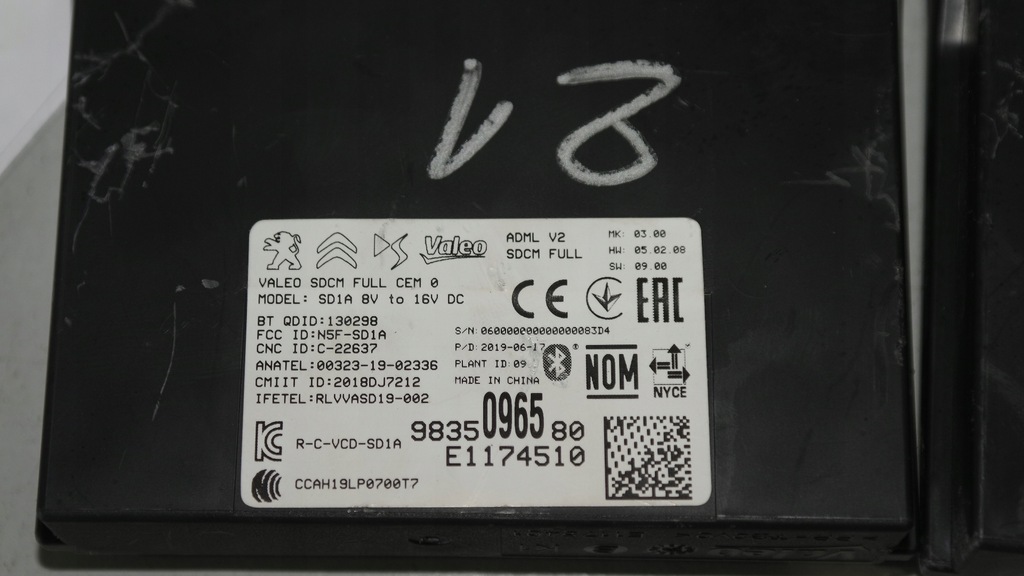 V8
Valeo
ADML V2
SDCM FULL
MK: 03.00
HW: 05.02.08
SW: 09.00
VALEO SDCM FULL CEM 0
MODEL: SD1A 8V to 16V DC
CE
EAC
BT QDID:130298
FCC ID:N5F-SD1A
CNC ID:C-22637
ANATEL:00323-19-02336
CMIIT ID:2018DJ7212
IFETEL:RLVVASD19-002
P/D:2019-06-17
PLANT ID:09
MADE IN CHINA
NOM
NYCE
R-C-VCD-SD1A
9835096580
E1174510
CCAH19LP0700T7